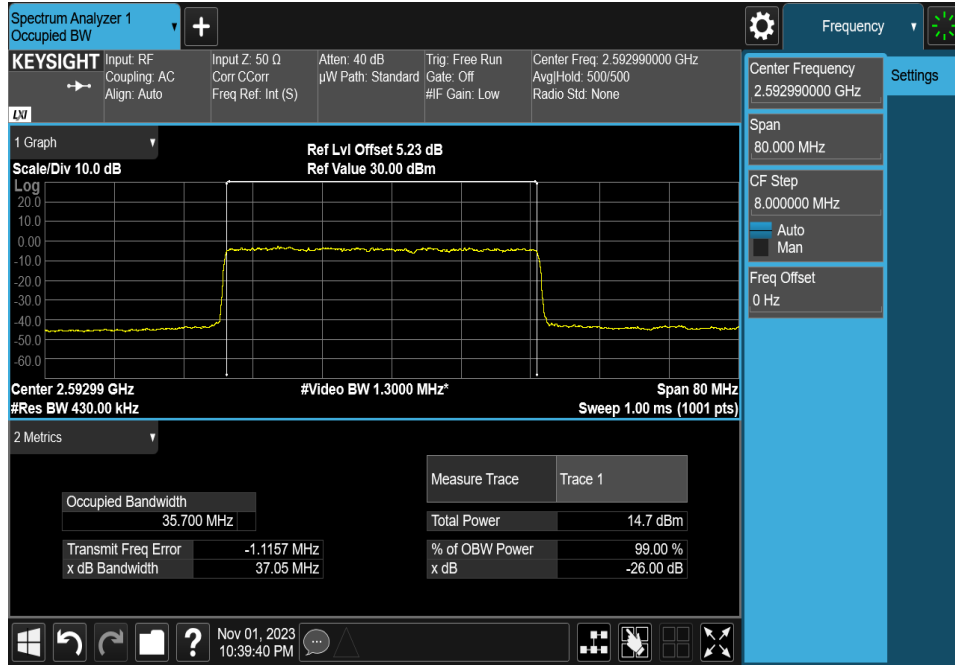 Spectrum Analyzer 1
Occupied BW
+
Frequency
KEYSIGHT
LXI
Input: RF
Coupling: AC
Align: Auto
Input Z: 50 Ω
Corr CCorr
Freq Ref: Int (S)
Atten: 40 dB
µW Path: Standard
Trig: Free Run
Gate: Off
#IF Gain: Low
Center Freq: 2.592990000 GHz
Avg|Hold: 500/500
Radio Std: None
Center Frequency
2.592990000 GHz
Settings
Span
80.000 MHz
CF Step
8.000000 MHz
Auto
Man
Freq Offset
0 Hz
1 Graph
Scale/Div 10.0 dB
Ref Lvl Offset 5.23 dB
Ref Value 30.00 dBm
Log
20.0
10.0
0.00
-10.0
-20.0
-30.0
-40.0
-50.0
-60.0
Center 2.59299 GHz
#Video BW 1.3000 MHz*
Span 80 MHz
#Res BW 430.00 kHz
Sweep 1.00 ms (1001 pts)
2 Metrics
Measure Trace Trace 1
Occupied Bandwidth
35.700 MHz
Total Power 14.7 dBm
Transmit Freq Error -1.1157 MHz
% of OBW Power 99.00 %
x dB Bandwidth 37.05 MHz
x dB -26.00 dB
?
Nov 01, 2023
10:39:40 PM